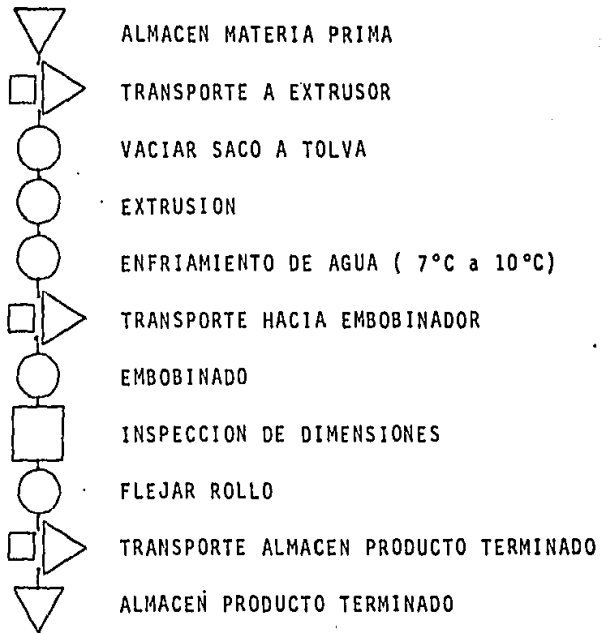 ALMACEN MATERIA PRIMA
TRANSPORTE A EXTRUSOR
VACIAR SACO A TOLVA
EXTRUSION
ENFRIAMIENTO DE AGUA ( 7°C a 10°C)
TRANSPORTE HACIA EMBOBINADOR
EMBOBINADO
INSPECCION DE DIMENSIONES
FLEJAR ROLLO
TRANSPORTE ALMACEN PRODUCTO TERMINADO
ALMACEN PRODUCTO TERMINADO